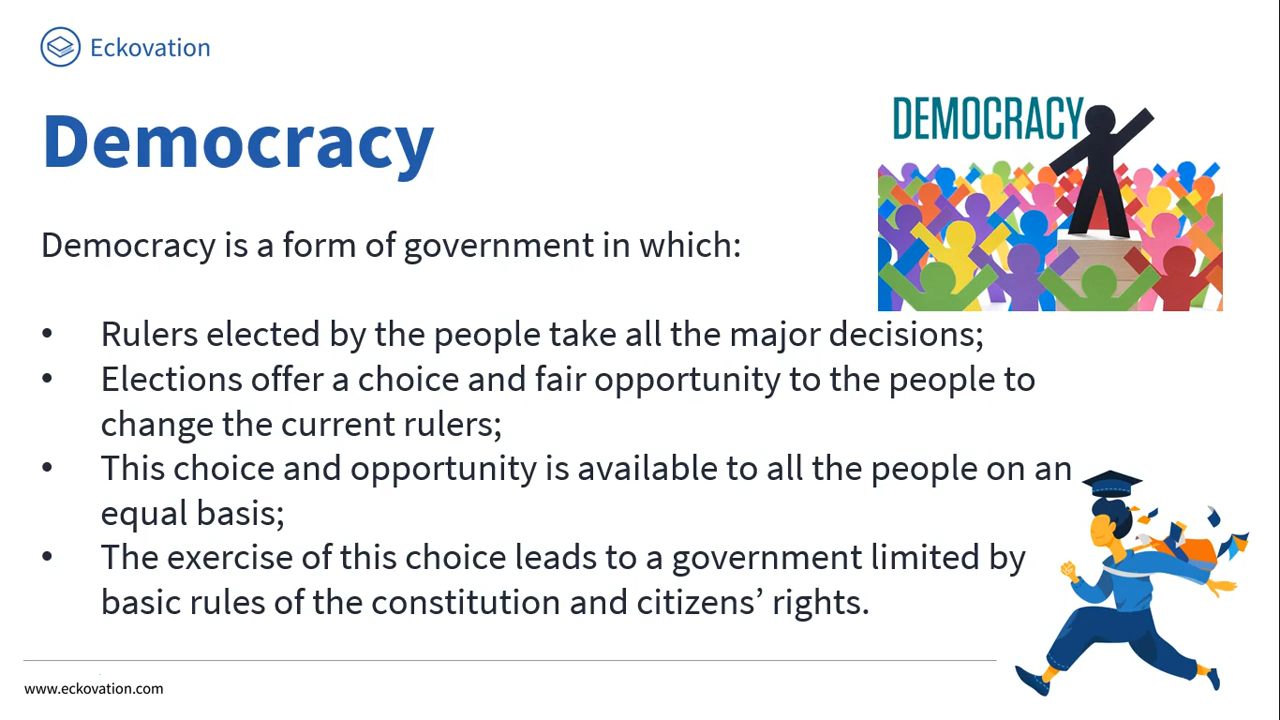 Eckovation
Democracy
DEMOCRACY
Democracy is a form of government in which:
• Rulers elected by the people take all the major decisions;
• Elections offer a choice and fair opportunity to the people to
change the current rulers;
• This choice and opportunity is available to all the people on an
equal basis;
• The exercise of this choice leads to a government limited by
basic rules of the constitution and citizens’ rights.
www.eckovation.com